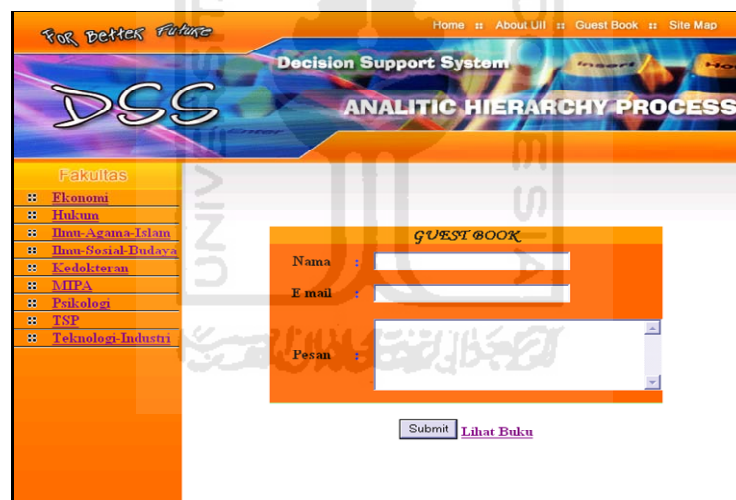 FOR BETTER FUTURE
Home :: About UII :: Guest Book :: Site Map
Decision Support System
Insert
Enter
DSS
ANALITIC HIERARCHY PROCESS
Fakultas
:: Ekonomi
:: Hukum
:: Ilmu-Agama-Islam
:: Ilmu-Sosial-Budaya
:: Kedokteran
:: MIPA
:: Psikologi
:: TSP
:: Teknologi-Industri
GUEST BOOK
Nama :
E mail :
Pesan :
Submit Lihat Buku